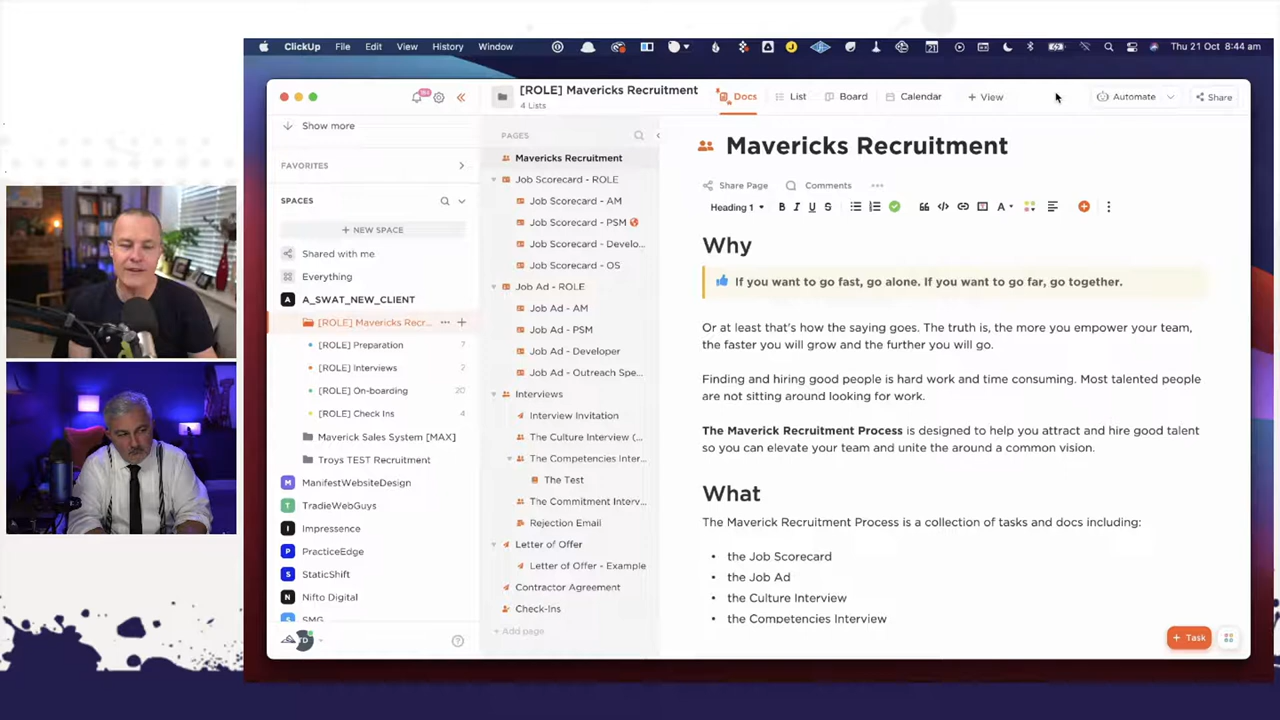 ClickUp File Edit View History Window Thu 21 Oct 8:44 am
[ROLE] Mavericks Recruitment
4 Lists
Docs List Board Calendar + View Automate Share
Show more
FAVORITES
SPACES
+ NEW SPACE
Shared with me
Everything
A A_SWAT_NEW_CLIENT
[ROLE] Mavericks Recr... ... +
[ROLE] Preparation 7
[ROLE] Interviews 2
[ROLE] On-boarding 20
[ROLE] Check Ins 4
Maverick Sales System [MAX]
Troys TEST Recruitment
M ManifestWebsiteDesign
T TradieWebGuys
I Impressence
P PracticeEdge
S StaticShift
N Nifto Digital
SMG
PAGES
Mavericks Recruitment
Job Scorecard - ROLE
Job Scorecard - AM
Job Scorecard - PSM
Job Scorecard - Develo...
Job Scorecard - OS
Job Ad - ROLE
Job Ad - AM
Job Ad - PSM
Job Ad - Developer
Job Ad - Outreach Spe...
Interviews
Interview Invitation
The Culture Interview (...
The Competencies Inter...
The Test
The Commitment Interv...
Rejection Email
Letter of Offer
Letter of Offer - Example
Contractor Agreement
Check-Ins
+ Add page
Mavericks Recruitment
Share Page Comments ...
Heading 1 B I U S A
Why
If you want to go fast, go alone. If you want to go far, go together.
Or at least that's how the saying goes. The truth is, the more you empower your team,
the faster you will grow and the further you will go.
Finding and hiring good people is hard work and time consuming. Most talented people
are not sitting around looking for work.
The Maverick Recruitment Process is designed to help you attract and hire good talent
so you can elevate your team and unite the around a common vision.
What
The Maverick Recruitment Process is a collection of tasks and docs including:
• the Job Scorecard
• the Job Ad
• the Culture Interview
• the Competencies Interview
+ Task